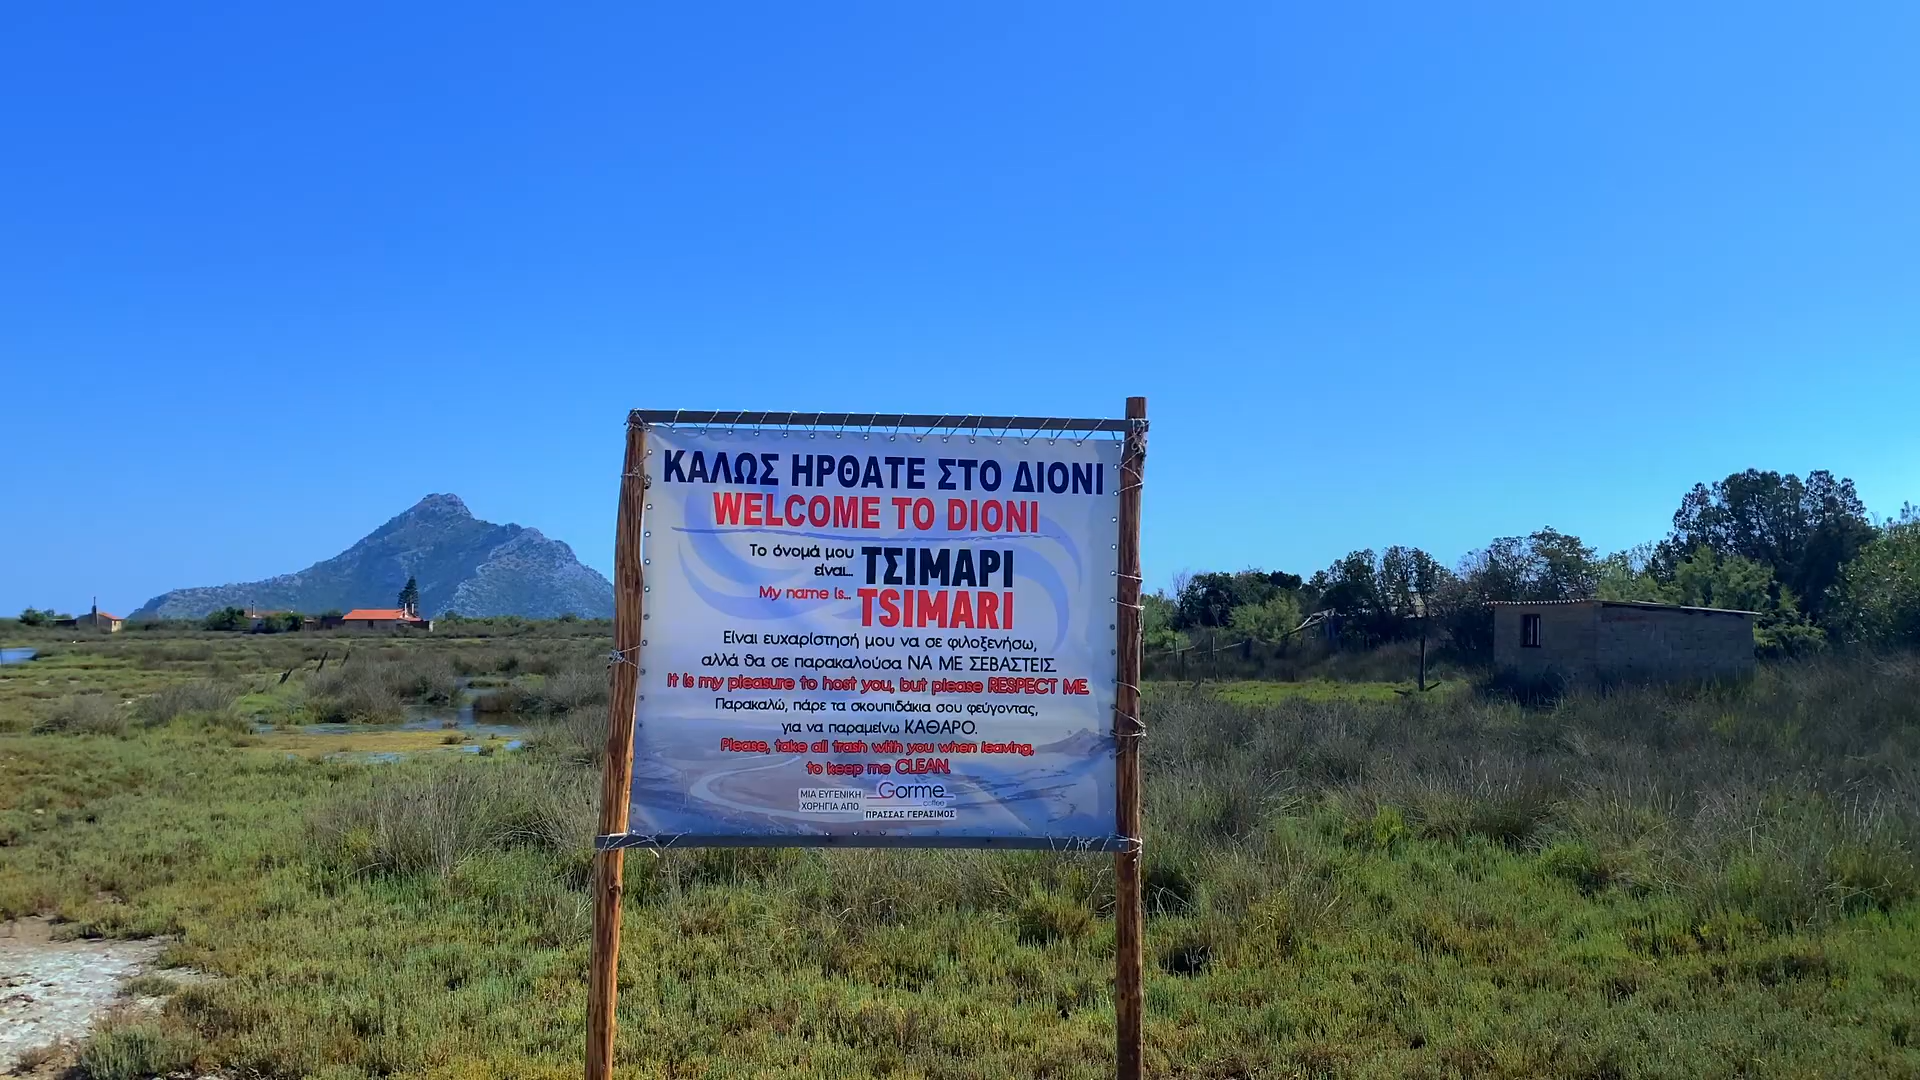 ΚΑΛΩΣ ΗΡΘΑΤΕ ΣΤΟ ΔΙΟΝΙ
WELCOME TO DIONI
Το όνομά μου
είναι... ΤΣΙΜΑΡΙ
My name is... TSIMARI
Είναι ευχαρίστησή μου να σε φιλοξενήσω,
αλλά θα σε παρακαλούσα ΝΑ ΜΕ ΣΕΒΑΣΤΕΙΣ.
It is my pleasure to host you, but please RESPECT ME.
Παρακαλώ, πάρε τα σκουπιδάκια σου φεύγοντας,
για να παραμείνω ΚΑΘΑΡΟ.
Please, take all trash with you when leaving,
to keep me CLEAN.
ΜΙΑ ΕΥΓΕΝΙΚΗ
ΧΟΡΗΓΙΑ ΑΠΟ
Gorme
coffee
ΠΡΑΣΣΑΣ ΓΕΡΑΣΙΜΟΣ